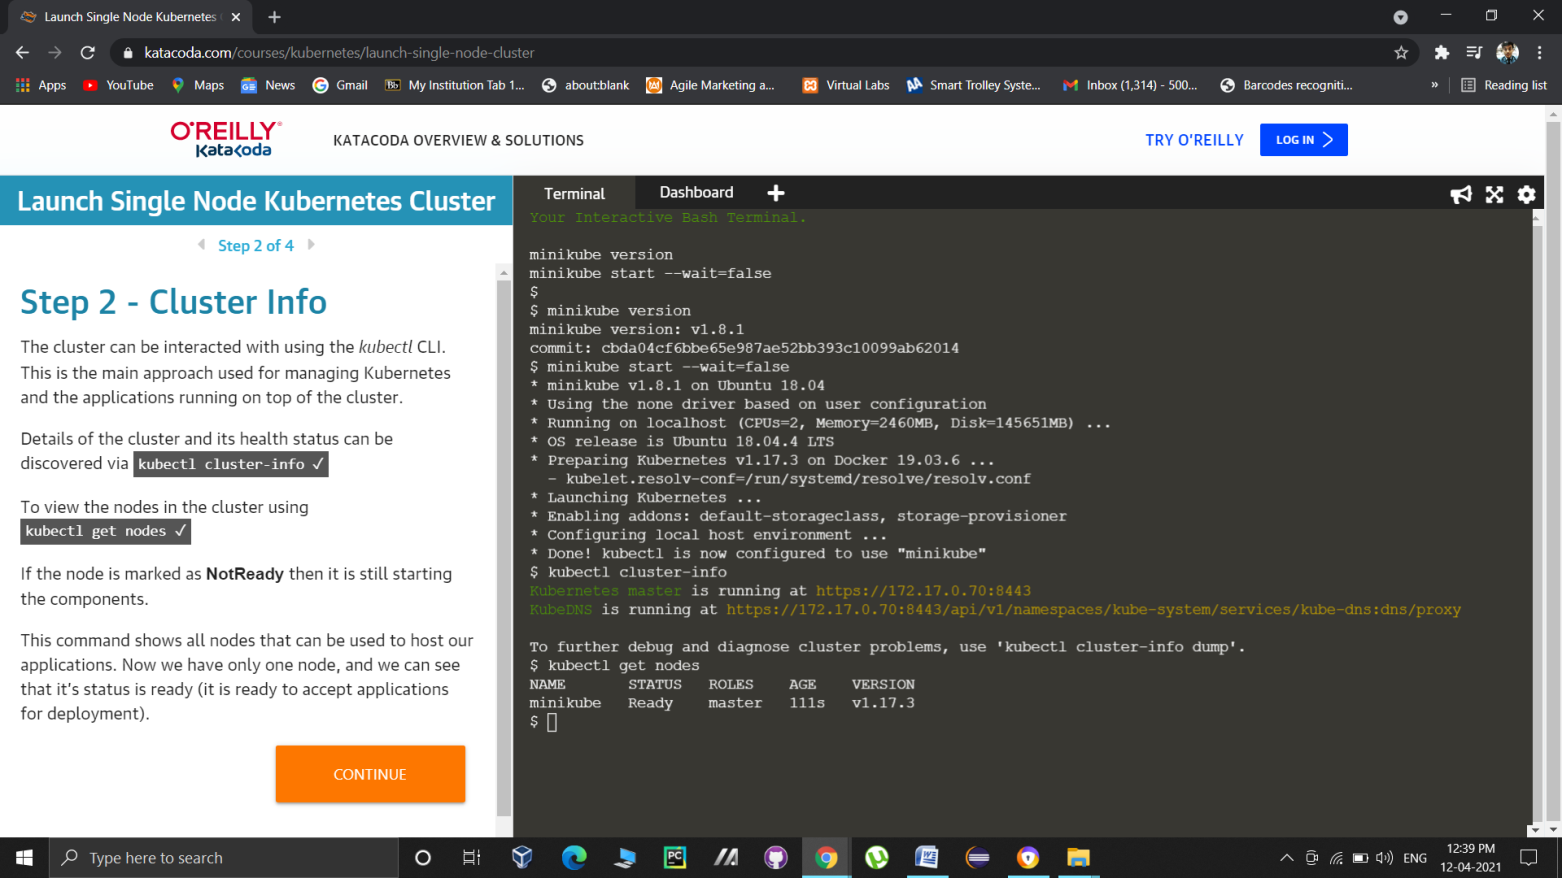 Launch Single Node Kubernetes
katacoda.com/courses/kubernetes/launch-single-node-cluster
Apps YouTube Maps News Gmail My Institution Tab 1... about:blank Agile Marketing a... Virtual Labs Smart Trolley Syste... Inbox (1,314) - 500... Barcodes recogniti... » Reading list
O'REILLY®
Katacoda
KATACODA OVERVIEW & SOLUTIONS
TRY O'REILLY
LOG IN
Launch Single Node Kubernetes Cluster
Step 2 of 4
Step 2 - Cluster Info
The cluster can be interacted with using the kubectl CLI.
This is the main approach used for managing Kubernetes
and the applications running on top of the cluster.
Details of the cluster and its health status can be
discovered via kubectl cluster-info ✓
To view the nodes in the cluster using
kubectl get nodes ✓
If the node is marked as NotReady then it is still starting
the components.
This command shows all nodes that can be used to host our
applications. Now we have only one node, and we can see
that it's status is ready (it is ready to accept applications
for deployment).
CONTINUE
Terminal Dashboard
Your Interactive Bash Terminal.
minikube version
minikube start --wait=false
$
$ minikube version
minikube version: v1.8.1
commit: cbda04cf6bbe65e987ae52bb393c10099ab62014
$ minikube start --wait=false
* minikube v1.8.1 on Ubuntu 18.04
* Using the none driver based on user configuration
* Running on localhost (CPUs=2, Memory=2460MB, Disk=145651MB) ...
* OS release is Ubuntu 18.04.4 LTS
* Preparing Kubernetes v1.17.3 on Docker 19.03.6 ...
- kubelet.resolv-conf=/run/systemd/resolve/resolv.conf
* Launching Kubernetes ...
* Enabling addons: default-storageclass, storage-provisioner
* Configuring local host environment ...
* Done! kubectl is now configured to use "minikube"
$ kubectl cluster-info
Kubernetes master is running at https://172.17.0.70:8443
KubeDNS is running at https://172.17.0.70:8443/api/v1/namespaces/kube-system/services/kube-dns:dns/proxy
To further debug and diagnose cluster problems, use 'kubectl cluster-info dump'.
$ kubectl get nodes
NAME STATUS ROLES AGE VERSION
minikube Ready master 111s v1.17.3
$
Type here to search
PC
ENG
12:39 PM
12-04-2021